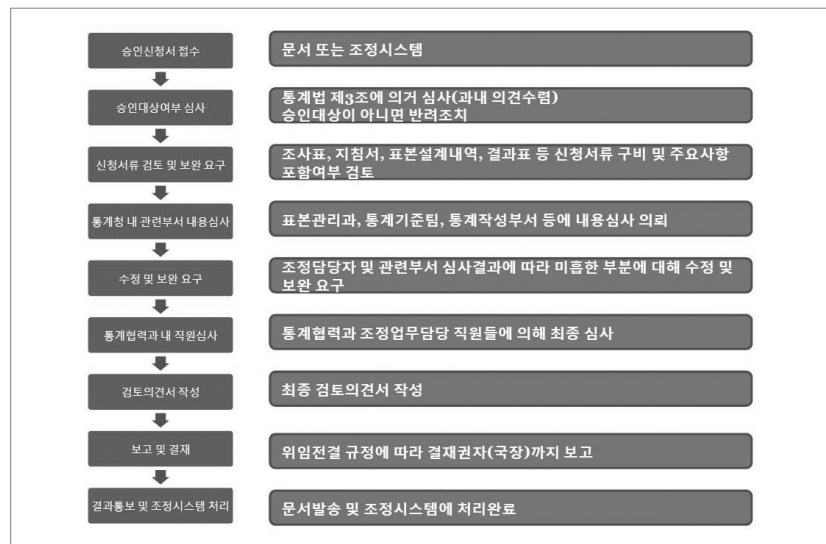 승인신청서 접수
문서 또는 조정시스템
승인대상여부 심사
통계법 제3조에 의거 심사(과내 의견수렴)
승인대상이 아니면 반려조치
신청서류 검토 및 보완 요구
조사표, 지침서, 표본설계내역, 결과표 등 신청서류 구비 및 주요사항
포함여부 검토
통계청 내 관련부서 내용심사
표본관리과, 통계기준팀, 통계작성부서 등에 내용심사 의뢰
수정 및 보완 요구
조정담당자 및 관련부서 심사결과에 따라 미흡한 부분에 대해 수정 및
보완 요구
통계협력과 내 직원심사
통계협력과 조정업무담당 직원들에 의해 최종 심사
검토의견서 작성
최종 검토의견서 작성
보고 및 결재
위임전결 규정에 따라 결재권자(국장)까지 보고
결과통보 및 조정시스템 처리
문서발송 및 조정시스템에 처리완료